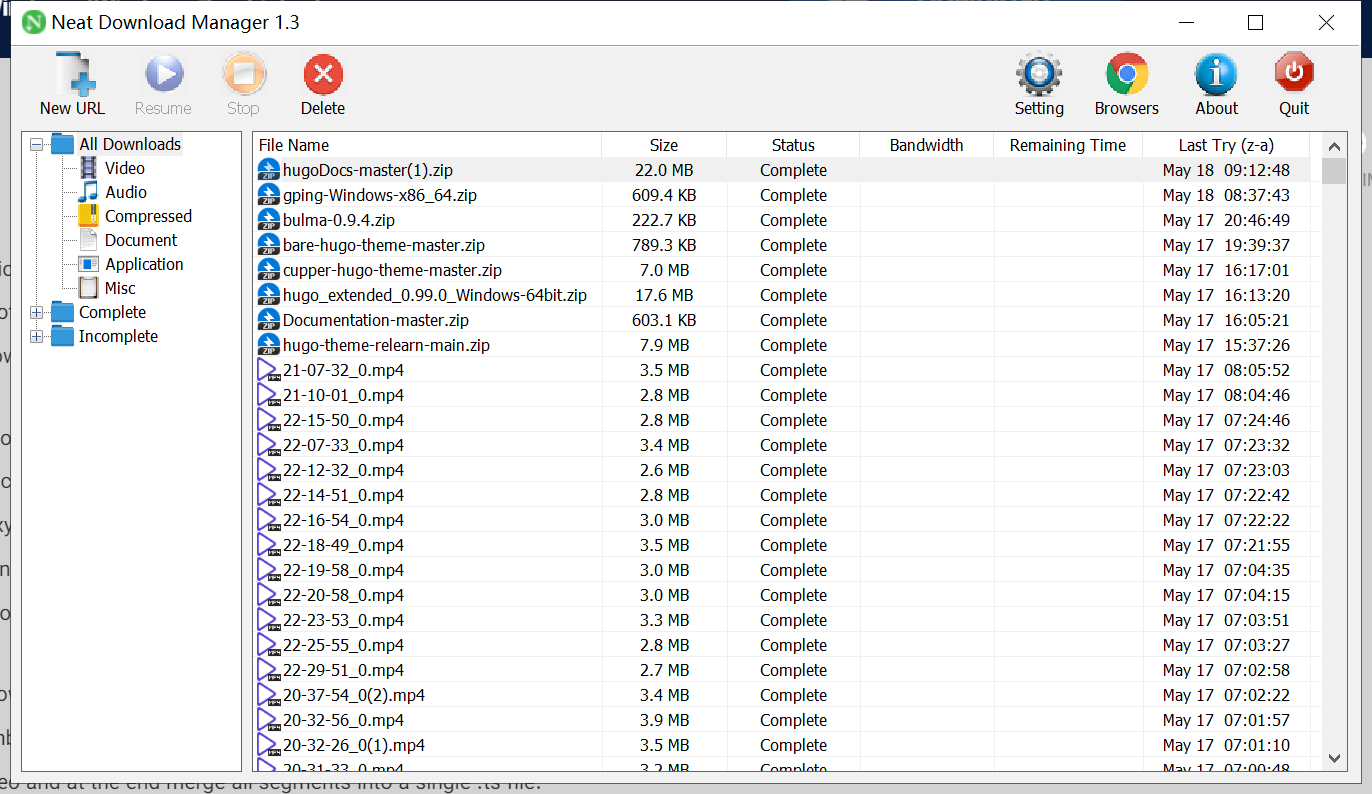 Neat Download Manager 1.3
New URL Resume Stop Delete Setting Browsers About Quit
All Downloads
Video
Audio
Compressed
Document
Application
Misc
Complete
Incomplete
File Name Size Status Bandwidth Remaining Time Last Try (z-a)
hugoDocs-master(1).zip 22.0 MB Complete May 18 09:12:48
gping-Windows-x86_64.zip 609.4 KB Complete May 18 08:37:43
bulma-0.9.4.zip 222.7 KB Complete May 17 20:46:49
bare-hugo-theme-master.zip 789.3 KB Complete May 17 19:39:37
cupper-hugo-theme-master.zip 7.0 MB Complete May 17 16:17:01
hugo_extended_0.99.0_Windows-64bit.zip 17.6 MB Complete May 17 16:13:20
Documentation-master.zip 603.1 KB Complete May 17 16:05:21
hugo-theme-relearn-main.zip 7.9 MB Complete May 17 15:37:26
21-07-32_0.mp4 3.5 MB Complete May 17 08:05:52
21-10-01_0.mp4 2.8 MB Complete May 17 08:04:46
22-15-50_0.mp4 2.8 MB Complete May 17 07:24:46
22-07-33_0.mp4 3.4 MB Complete May 17 07:23:32
22-12-32_0.mp4 2.6 MB Complete May 17 07:23:03
22-14-51_0.mp4 2.8 MB Complete May 17 07:22:42
22-16-54_0.mp4 3.0 MB Complete May 17 07:22:22
22-18-49_0.mp4 3.5 MB Complete May 17 07:21:55
22-19-58_0.mp4 3.0 MB Complete May 17 07:04:35
22-20-58_0.mp4 3.0 MB Complete May 17 07:04:15
22-23-53_0.mp4 3.3 MB Complete May 17 07:03:51
22-25-55_0.mp4 2.8 MB Complete May 17 07:03:27
22-29-51_0.mp4 2.7 MB Complete May 17 07:02:58
20-37-54_0(2).mp4 3.4 MB Complete May 17 07:02:22
20-32-56_0.mp4 3.9 MB Complete May 17 07:01:57
20-32-26_0(1).mp4 3.5 MB Complete May 17 07:01:10
20-31-33_0.mp4 3.2 MB Complete May 17 07:00:48
and at the end merge all segments into a single .ts file.